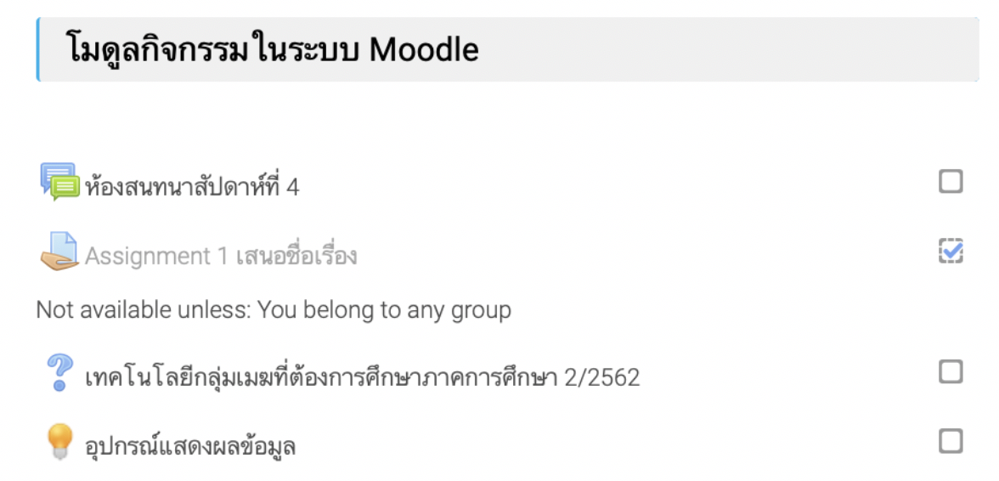 โมดูลกิจกรรมในระบบ Moodle
ห้องสนทนาสัปดาห์ที่ 4
Assignment 1 เสนอชื่อเรื่อง
Not available unless: You belong to any group
เทคโนโลยีกลุ่มเมฆที่ต้องการศึกษาภาคการศึกษา 2/2562
อุปกรณ์แสดงผลข้อมูล